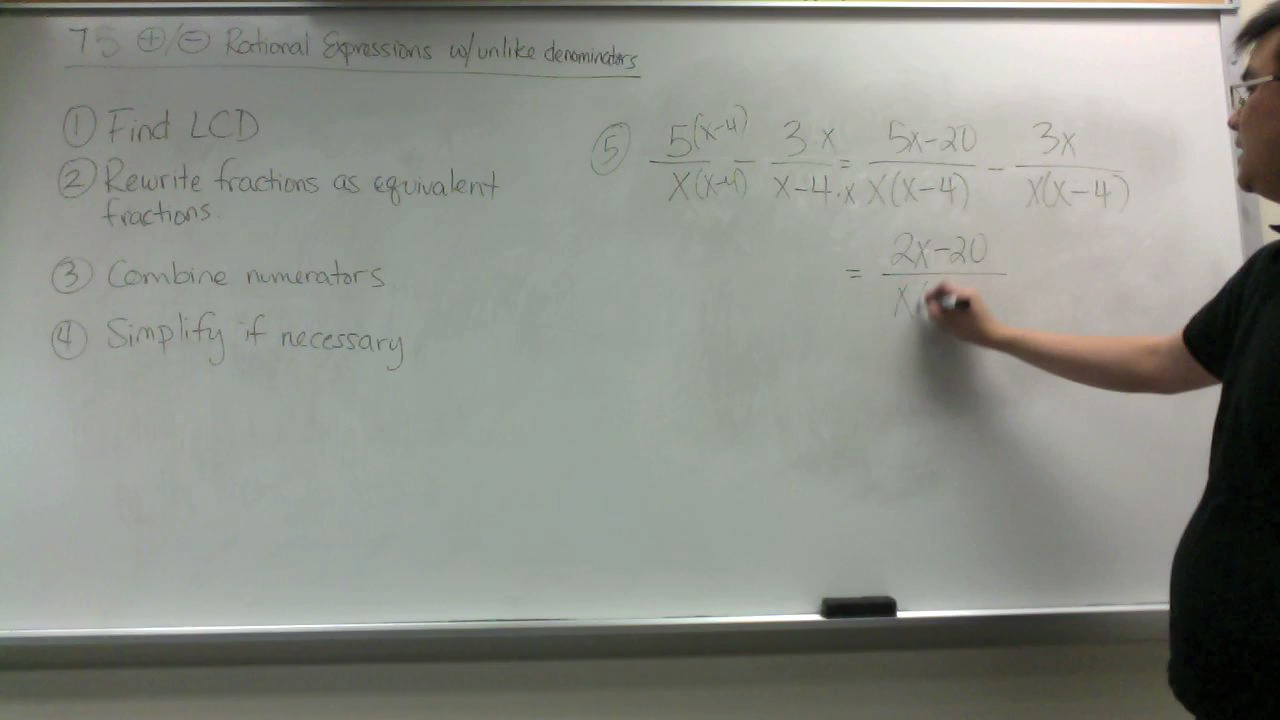 7.5 ⊕/⊖ Rational Expressions w/unlike denominators
① Find LCD
② Rewrite fractions as equivalent
fractions.
③ Combine numerators
④ Simplify if necessary
⑤ 5(x-4)/x(x-4) - 3·x/x-4·x = 5x-20/x(x-4) - 3x/x(x-4)
= 2x-20/x(